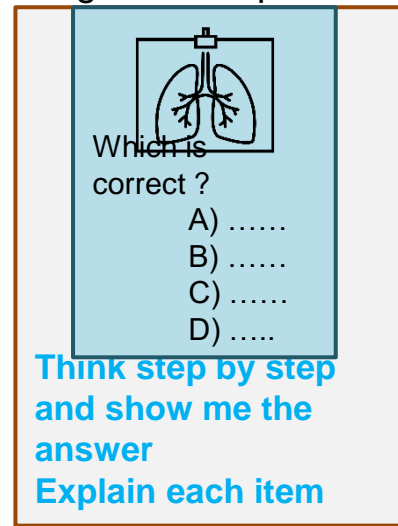 Which is
correct ?
A) ……
B) ……
C) ……
D) …..
Think step by step
and show me the
answer
Explain each item